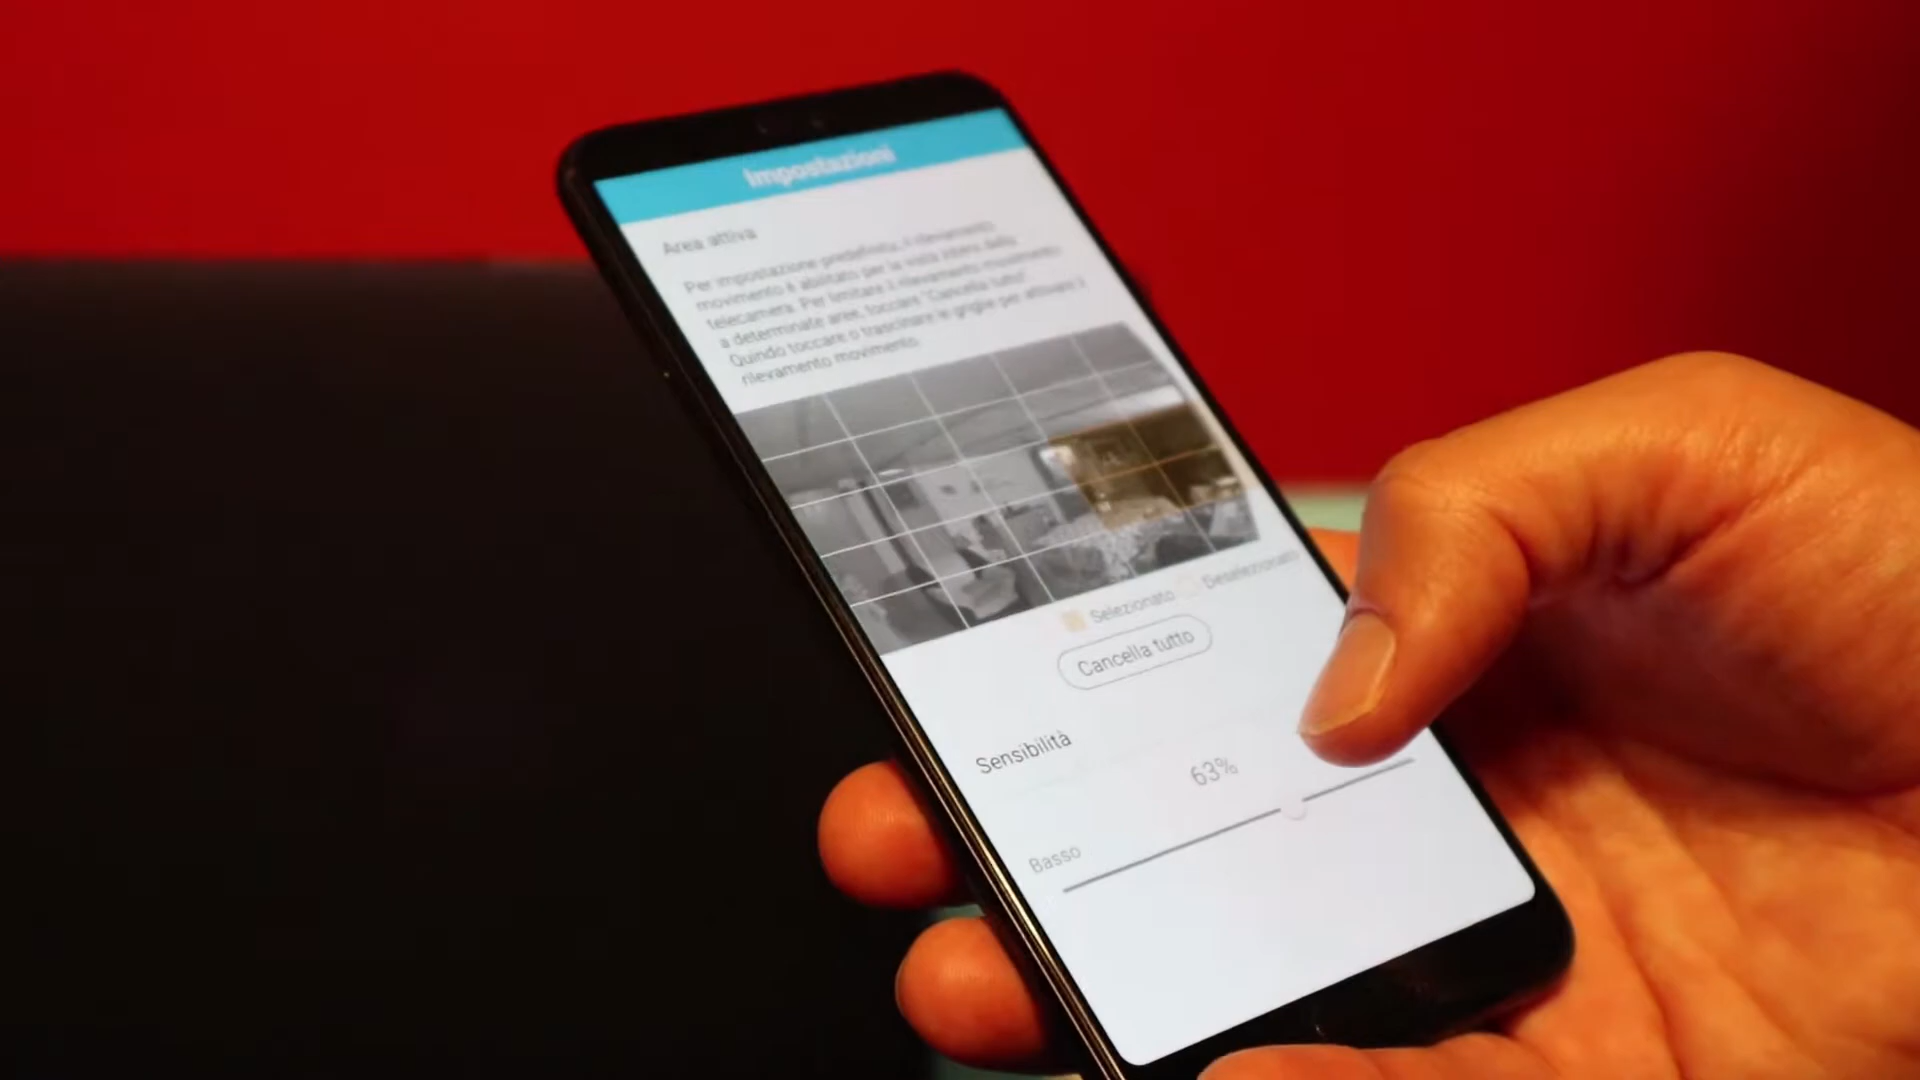 Impostazioni
Area attiva
Per impostazione predefinita, il rilevamento
movimento è abilitato per la vista intera della
telecamera. Per limitare il rilevamento movimento
a determinate aree, toccare "Cancella tutto".
Quindo toccare o trascinare le griglie per attivare il
rilevamento movimento.
Selezionato Deselezionato
Cancella tutto
Sensibilità
63%
Basso